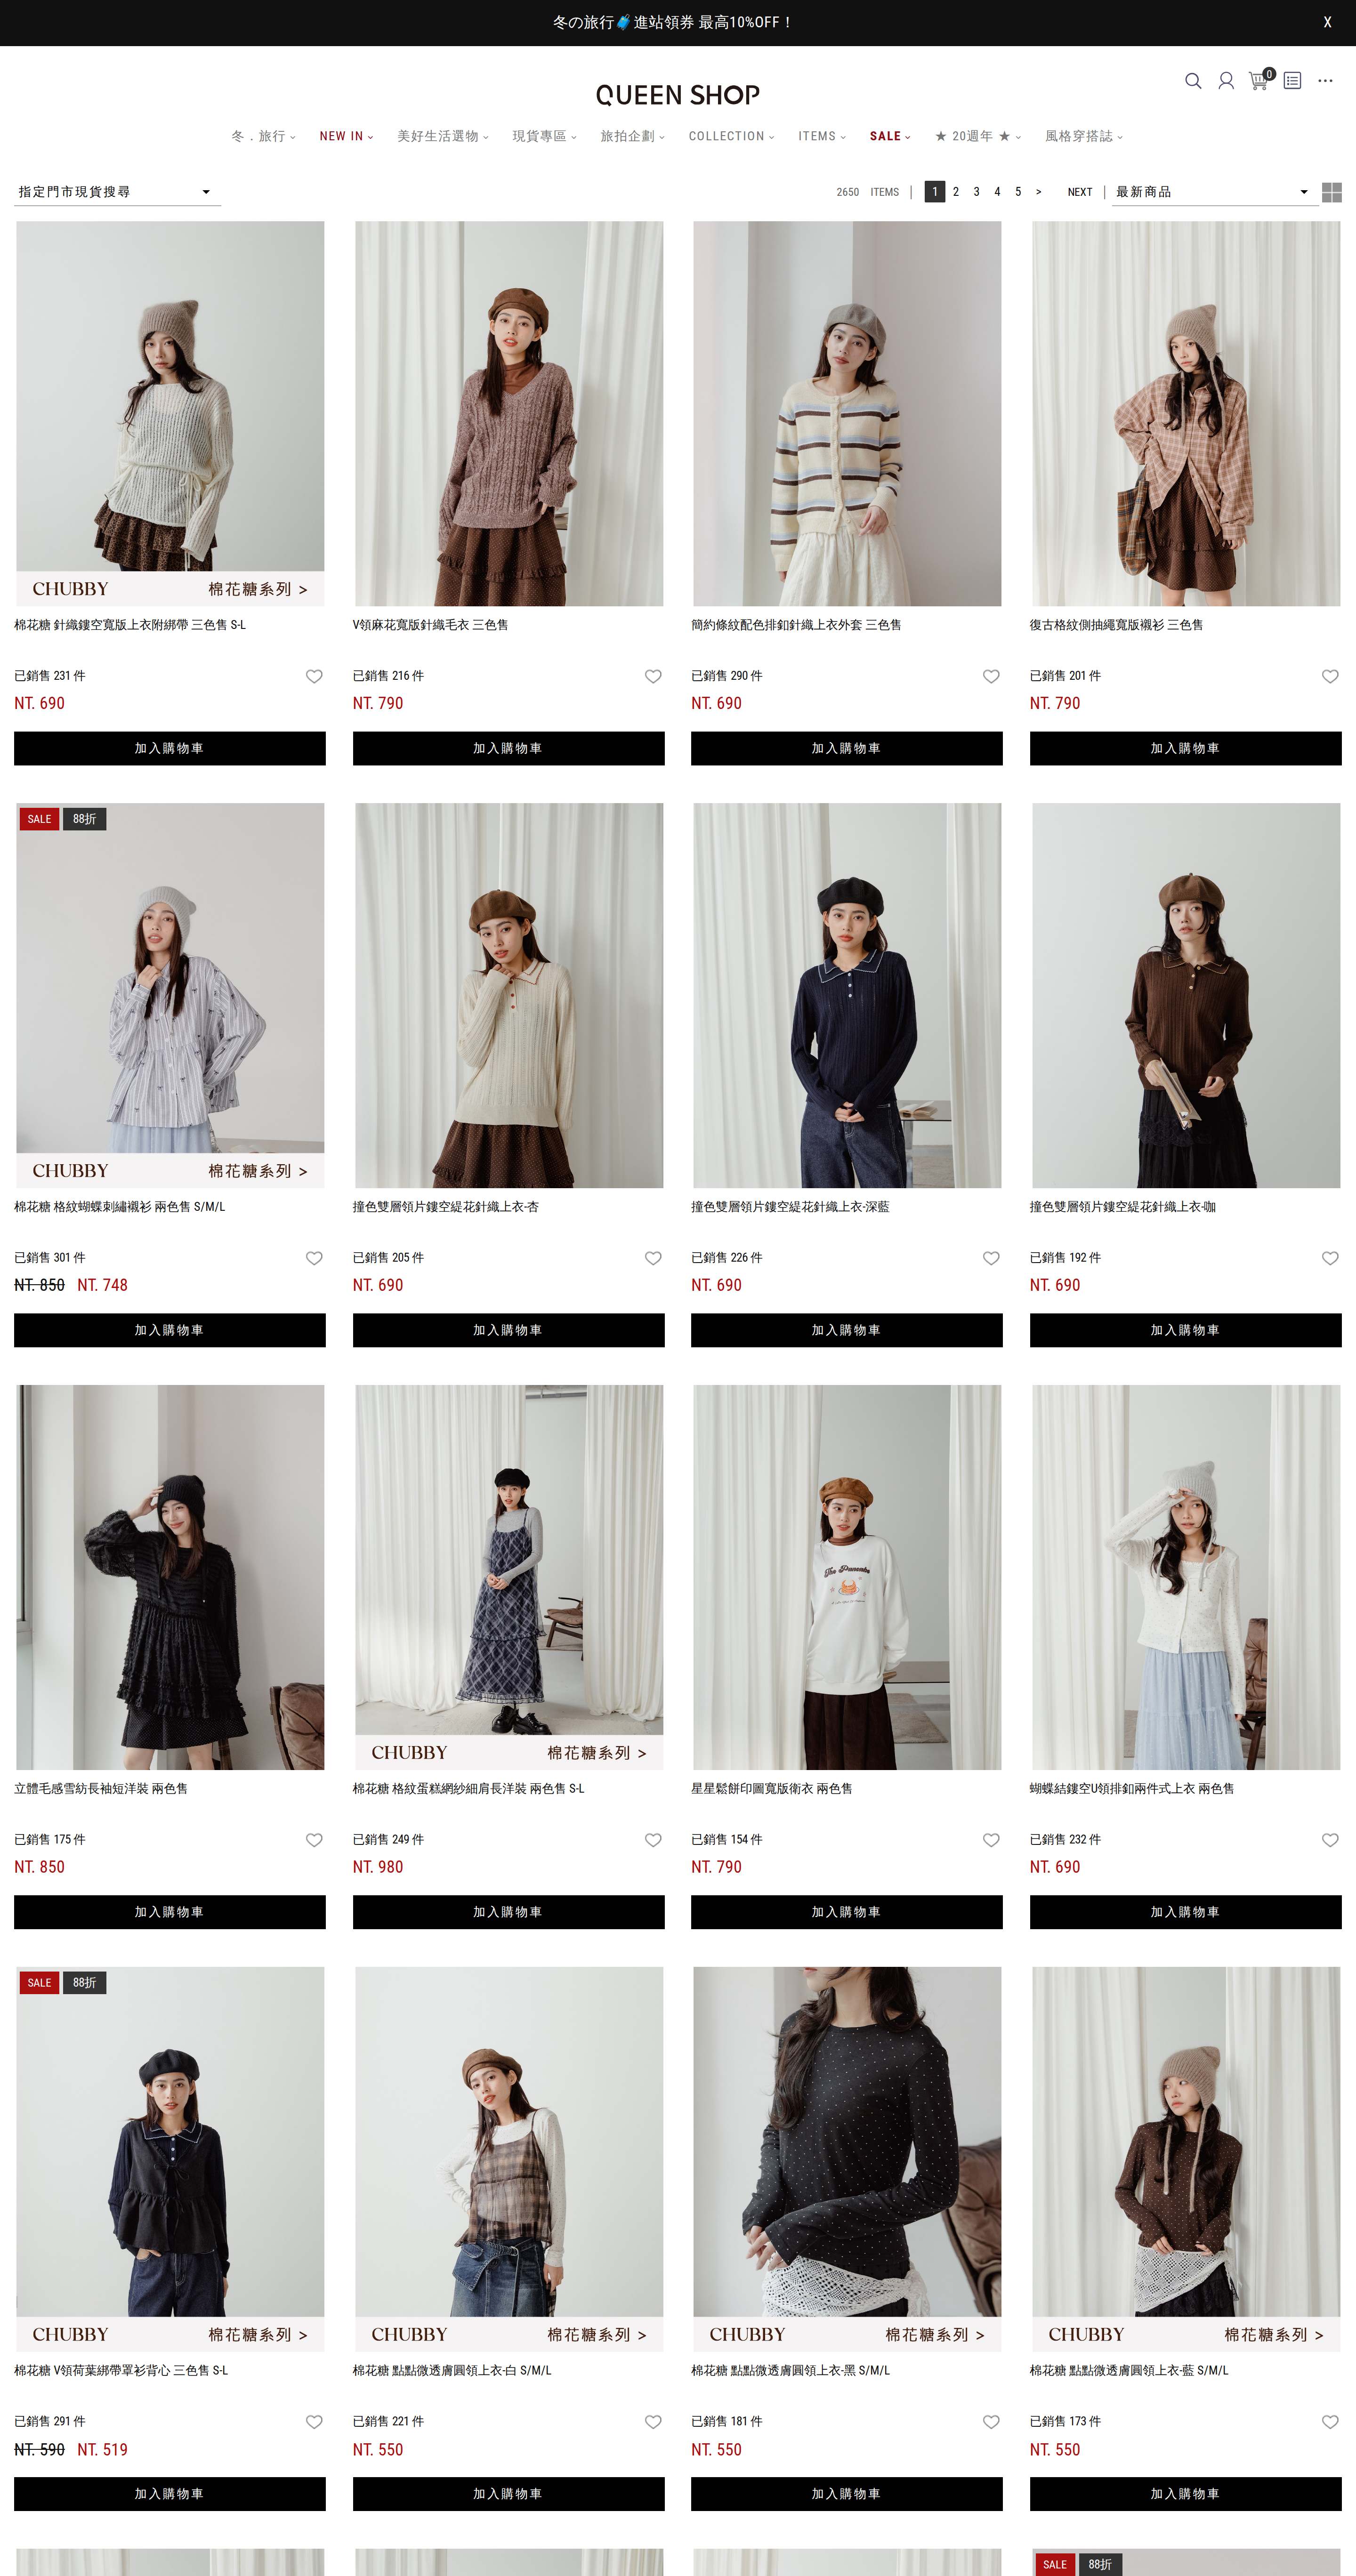 冬の旅行🧳進站領券 最高10%OFF！
X
0
QUEEN SHOP
冬．旅行 NEW IN 美好生活選物 現貨專區 旅拍企劃 COLLECTION ITEMS SALE ★ 20週年 ★ 風格穿搭誌
指定門市現貨搜尋 2650 ITEMS | 1 2 3 4 5 > NEXT | 最新商品
CHUBBY 棉花糖系列 >
棉花糖 針織鏤空寬版上衣附綁帶 三色售 S-L
已銷售 231 件
NT. 690
加入購物車
V領麻花寬版針織毛衣 三色售
已銷售 216 件
NT. 790
加入購物車
簡約條紋配色排釦針織上衣外套 三色售
已銷售 290 件
NT. 690
加入購物車
復古格紋側抽繩寬版襯衫 三色售
已銷售 201 件
NT. 790
加入購物車
SALE 88折
CHUBBY 棉花糖系列 >
棉花糖 格紋蝴蝶刺繡襯衫 兩色售 S/M/L
已銷售 301 件
NT. 850 NT. 748
加入購物車
撞色雙層領片鏤空緹花針織上衣-杏
已銷售 205 件
NT. 690
加入購物車
撞色雙層領片鏤空緹花針織上衣-深藍
已銷售 226 件
NT. 690
加入購物車
撞色雙層領片鏤空緹花針織上衣-咖
已銷售 192 件
NT. 690
加入購物車
立體毛感雪紡長袖短洋裝 兩色售
已銷售 175 件
NT. 850
加入購物車
CHUBBY 棉花糖系列 >
棉花糖 格紋蛋糕網紗細肩長洋裝 兩色售 S-L
已銷售 249 件
NT. 980
加入購物車
The Pancake
星星鬆餅印圖寬版衛衣 兩色售
已銷售 154 件
NT. 790
加入購物車
蝴蝶結鏤空U領排釦兩件式上衣 兩色售
已銷售 232 件
NT. 690
加入購物車
SALE 88折
CHUBBY 棉花糖系列 >
棉花糖 V領荷葉綁帶罩衫背心 三色售 S-L
已銷售 291 件
NT. 590 NT. 519
加入購物車
CHUBBY 棉花糖系列 >
棉花糖 點點微透膚圓領上衣-白 S/M/L
已銷售 221 件
NT. 550
加入購物車
CHUBBY 棉花糖系列 >
棉花糖 點點微透膚圓領上衣-黑 S/M/L
已銷售 181 件
NT. 550
加入購物車
CHUBBY 棉花糖系列 >
棉花糖 點點微透膚圓領上衣-藍 S/M/L
已銷售 173 件
NT. 550
加入購物車
SALE 88折